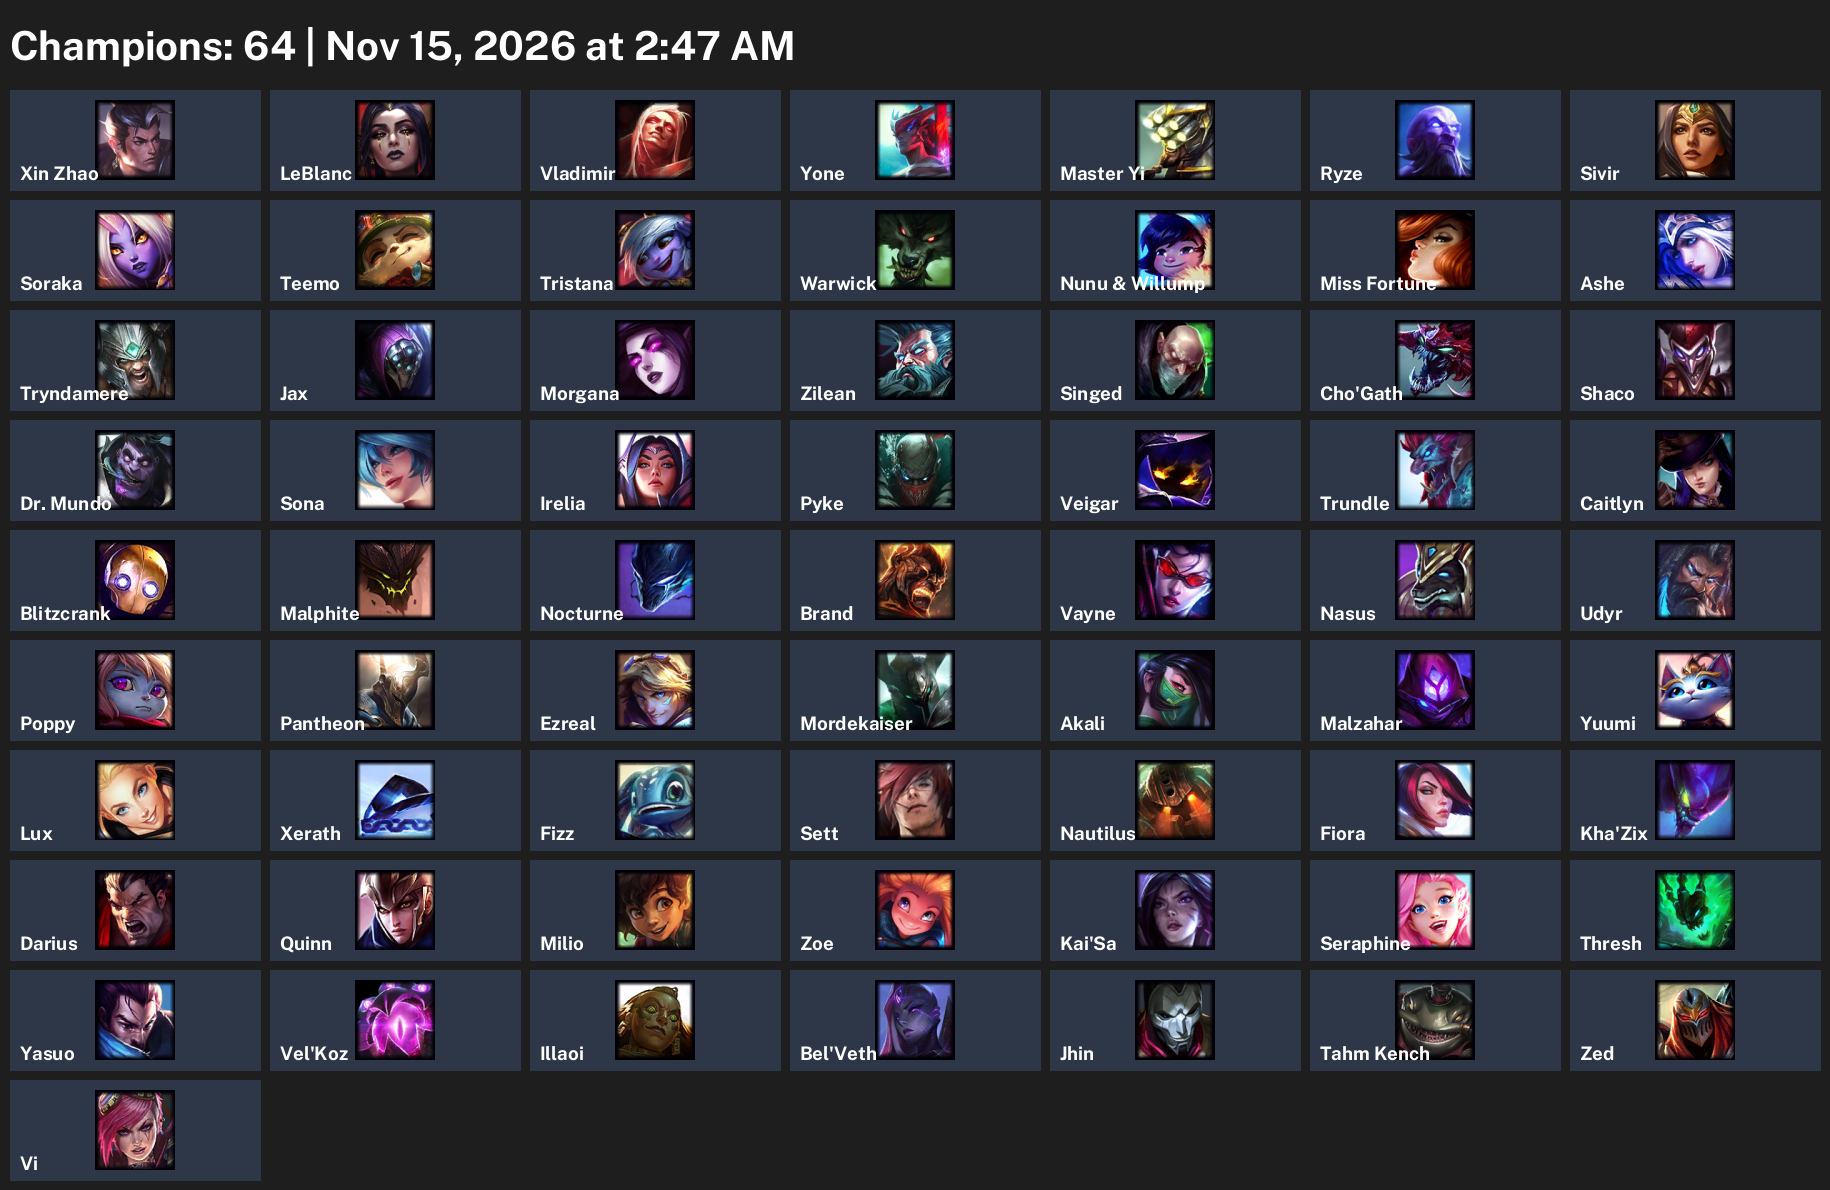 Champions: 64 | Nov 15, 2026 at 2:47 AM
Xin Zhao
LeBlanc
Vladimir
Yone
Master Yi
Ryze
Sivir
Soraka
Teemo
Tristana
Warwick
Nunu & Willump
Miss Fortune
Ashe
Tryndamere
Jax
Morgana
Zilean
Singed
Cho'Gath
Shaco
Dr. Mundo
Sona
Irelia
Pyke
Veigar
Trundle
Caitlyn
Blitzcrank
Malphite
Nocturne
Brand
Vayne
Nasus
Udyr
Poppy
Pantheon
Ezreal
Mordekaiser
Akali
Malzahar
Yuumi
Lux
Xerath
Fizz
Sett
Nautilus
Fiora
Kha'Zix
Darius
Quinn
Milio
Zoe
Kai'Sa
Seraphine
Thresh
Yasuo
Vel'Koz
Illaoi
Bel'Veth
Jhin
Tahm Kench
Zed
Vi